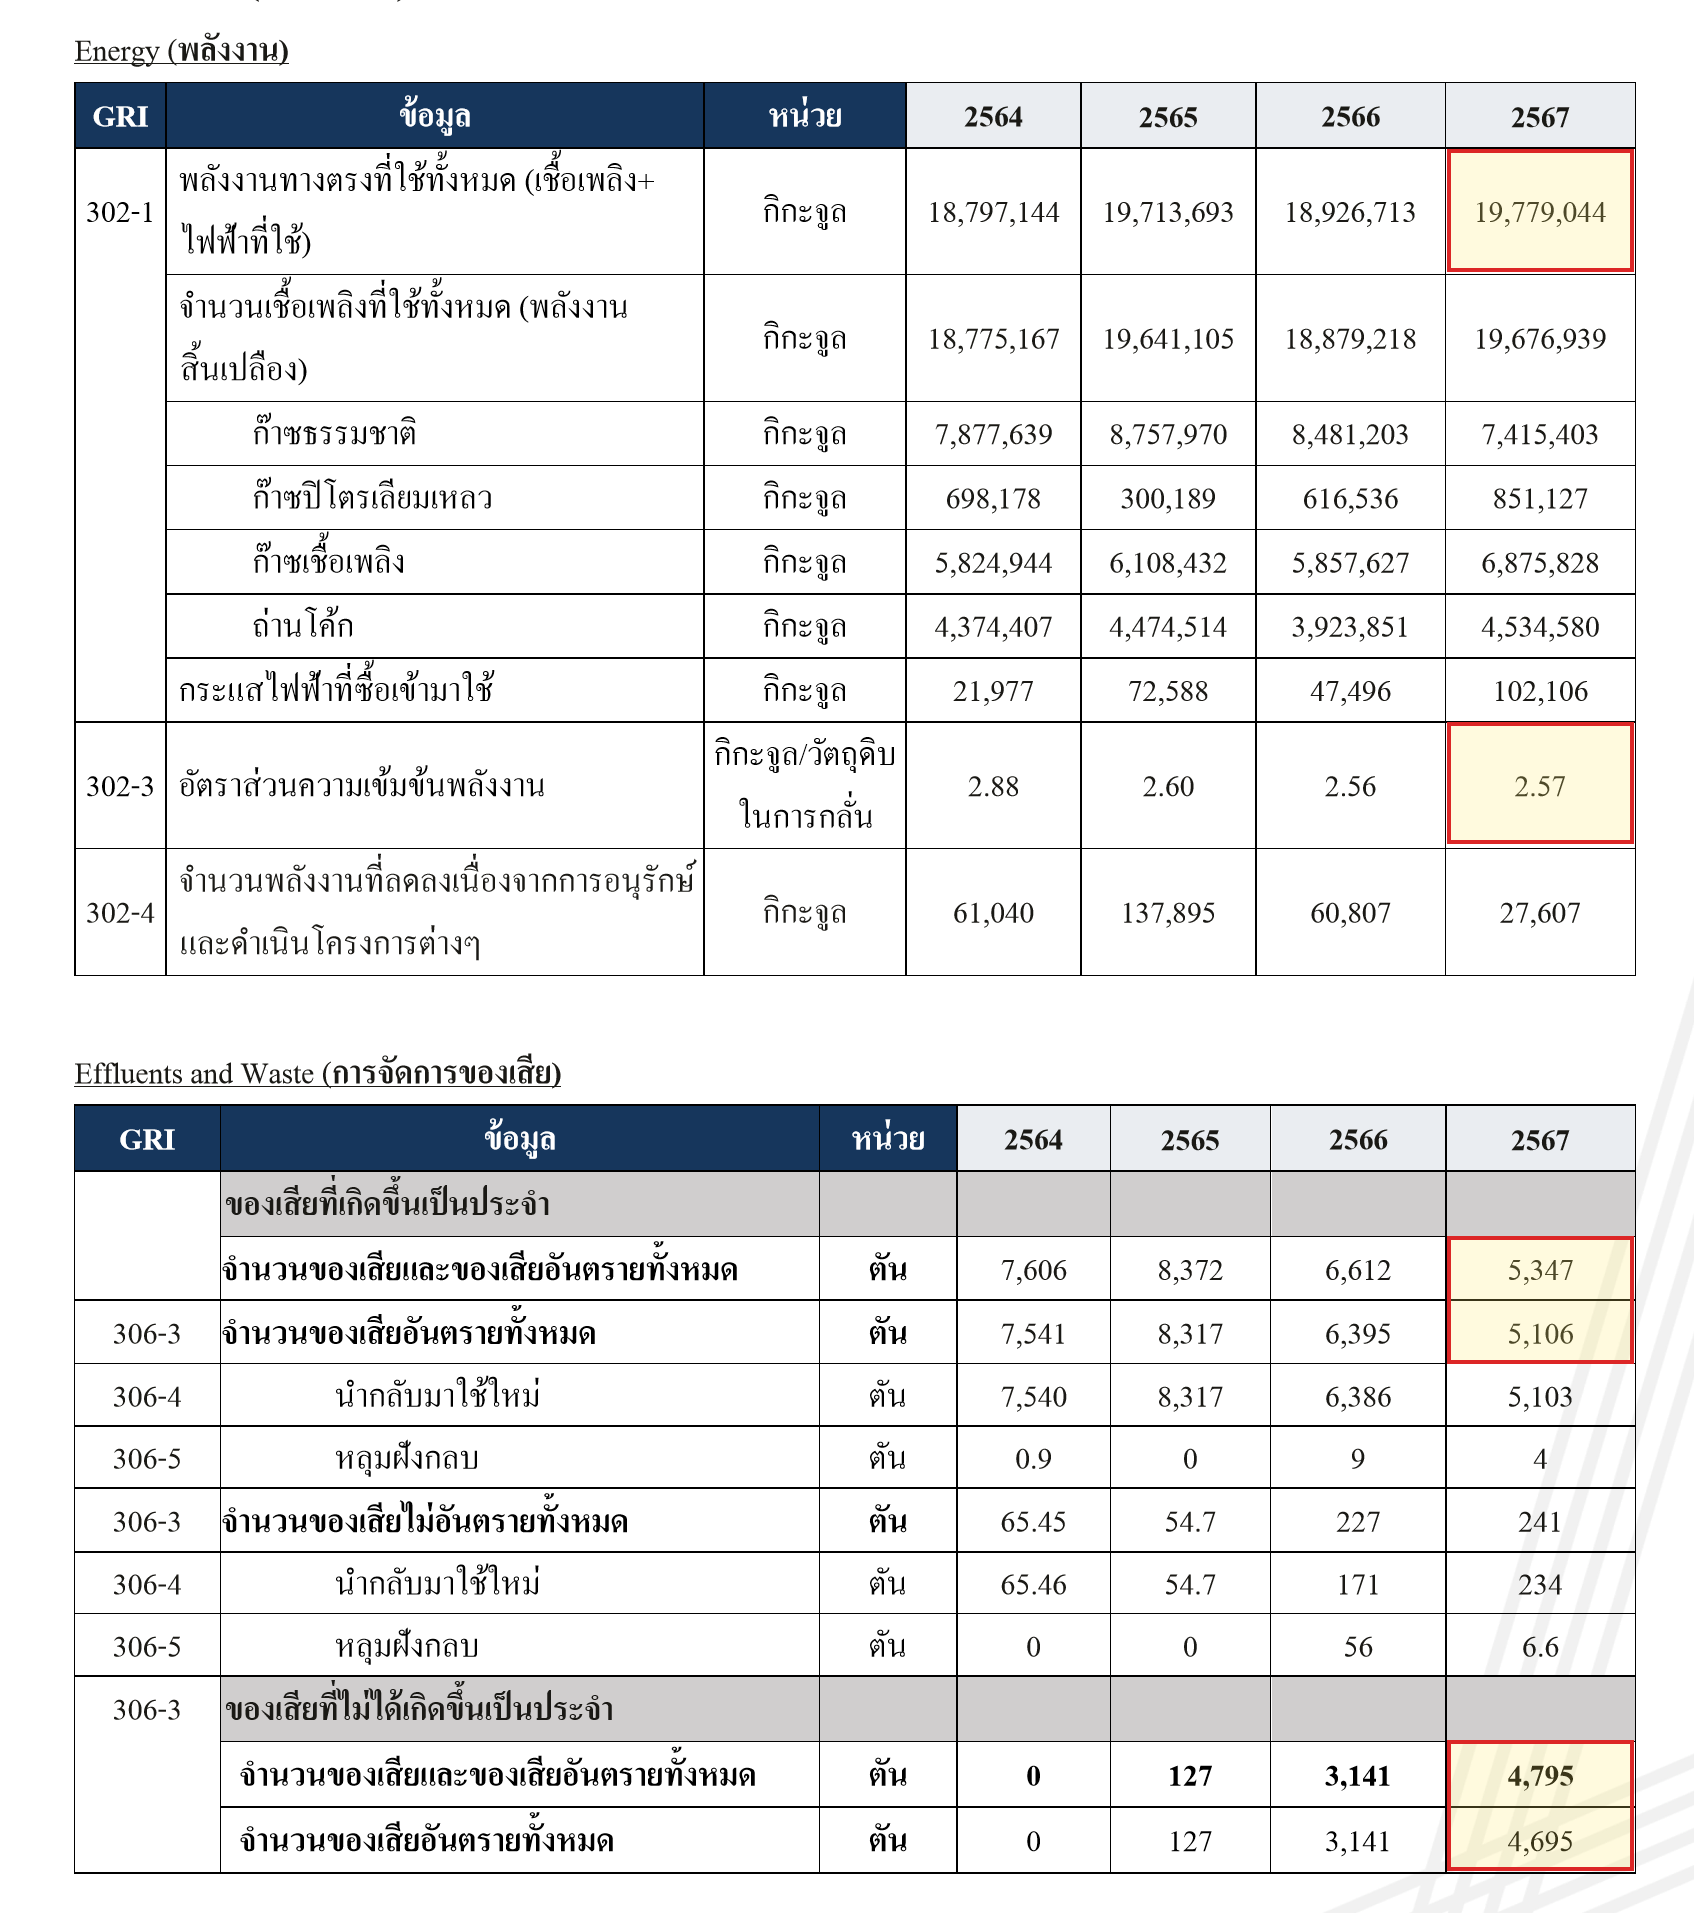 Energy (พลังงาน)
GRI ข้อมูล หน่วย 2564 2565 2566 2567
302-1 พลังงานทางตรงที่ใช้ทั้งหมด (เชื้อเพลิง+
ไฟฟ้าที่ใช้) กิกะจูล 18,797,144 19,713,693 18,926,713 19,779,044
จำนวนเชื้อเพลิงที่ใช้ทั้งหมด (พลังงาน
สิ้นเปลือง) กิกะจูล 18,775,167 19,641,105 18,879,218 19,676,939
ก๊าซธรรมชาติ กิกะจูล 7,877,639 8,757,970 8,481,203 7,415,403
ก๊าซปิโตรเลียมเหลว กิกะจูล 698,178 300,189 616,536 851,127
ก๊าซเชื้อเพลิง กิกะจูล 5,824,944 6,108,432 5,857,627 6,875,828
ถ่านโค้ก กิกะจูล 4,374,407 4,474,514 3,923,851 4,534,580
กระแสไฟฟ้าที่ซื้อเข้ามาใช้ กิกะจูล 21,977 72,588 47,496 102,106
302-3 อัตราส่วนความเข้มข้นพลังงาน กิกะจูล/วัตถุดิบ
ในการกลั่น 2.88 2.60 2.56 2.57
302-4 จำนวนพลังงานที่ลดลงเนื่องจากการอนุรักษ์
และดำเนินโครงการต่างๆ กิกะจูล 61,040 137,895 60,807 27,607
Effluents and Waste (การจัดการของเสีย)
GRI ข้อมูล หน่วย 2564 2565 2566 2567
ของเสียที่เกิดขึ้นเป็นประจำ
จำนวนของเสียและของเสียอันตรายทั้งหมด ตัน 7,606 8,372 6,612 5,347
306-3 จำนวนของเสียอันตรายทั้งหมด ตัน 7,541 8,317 6,395 5,106
306-4 นำกลับมาใช้ใหม่ ตัน 7,540 8,317 6,386 5,103
306-5 หลุมฝังกลบ ตัน 0.9 0 9 4
306-3 จำนวนของเสียไม่อันตรายทั้งหมด ตัน 65.45 54.7 227 241
306-4 นำกลับมาใช้ใหม่ ตัน 65.46 54.7 171 234
306-5 หลุมฝังกลบ ตัน 0 0 56 6.6
306-3 ของเสียที่ไม่ได้เกิดขึ้นเป็นประจำ
จำนวนของเสียและของเสียอันตรายทั้งหมด ตัน 0 127 3,141 4,795
จำนวนของเสียอันตรายทั้งหมด ตัน 0 127 3,141 4,695